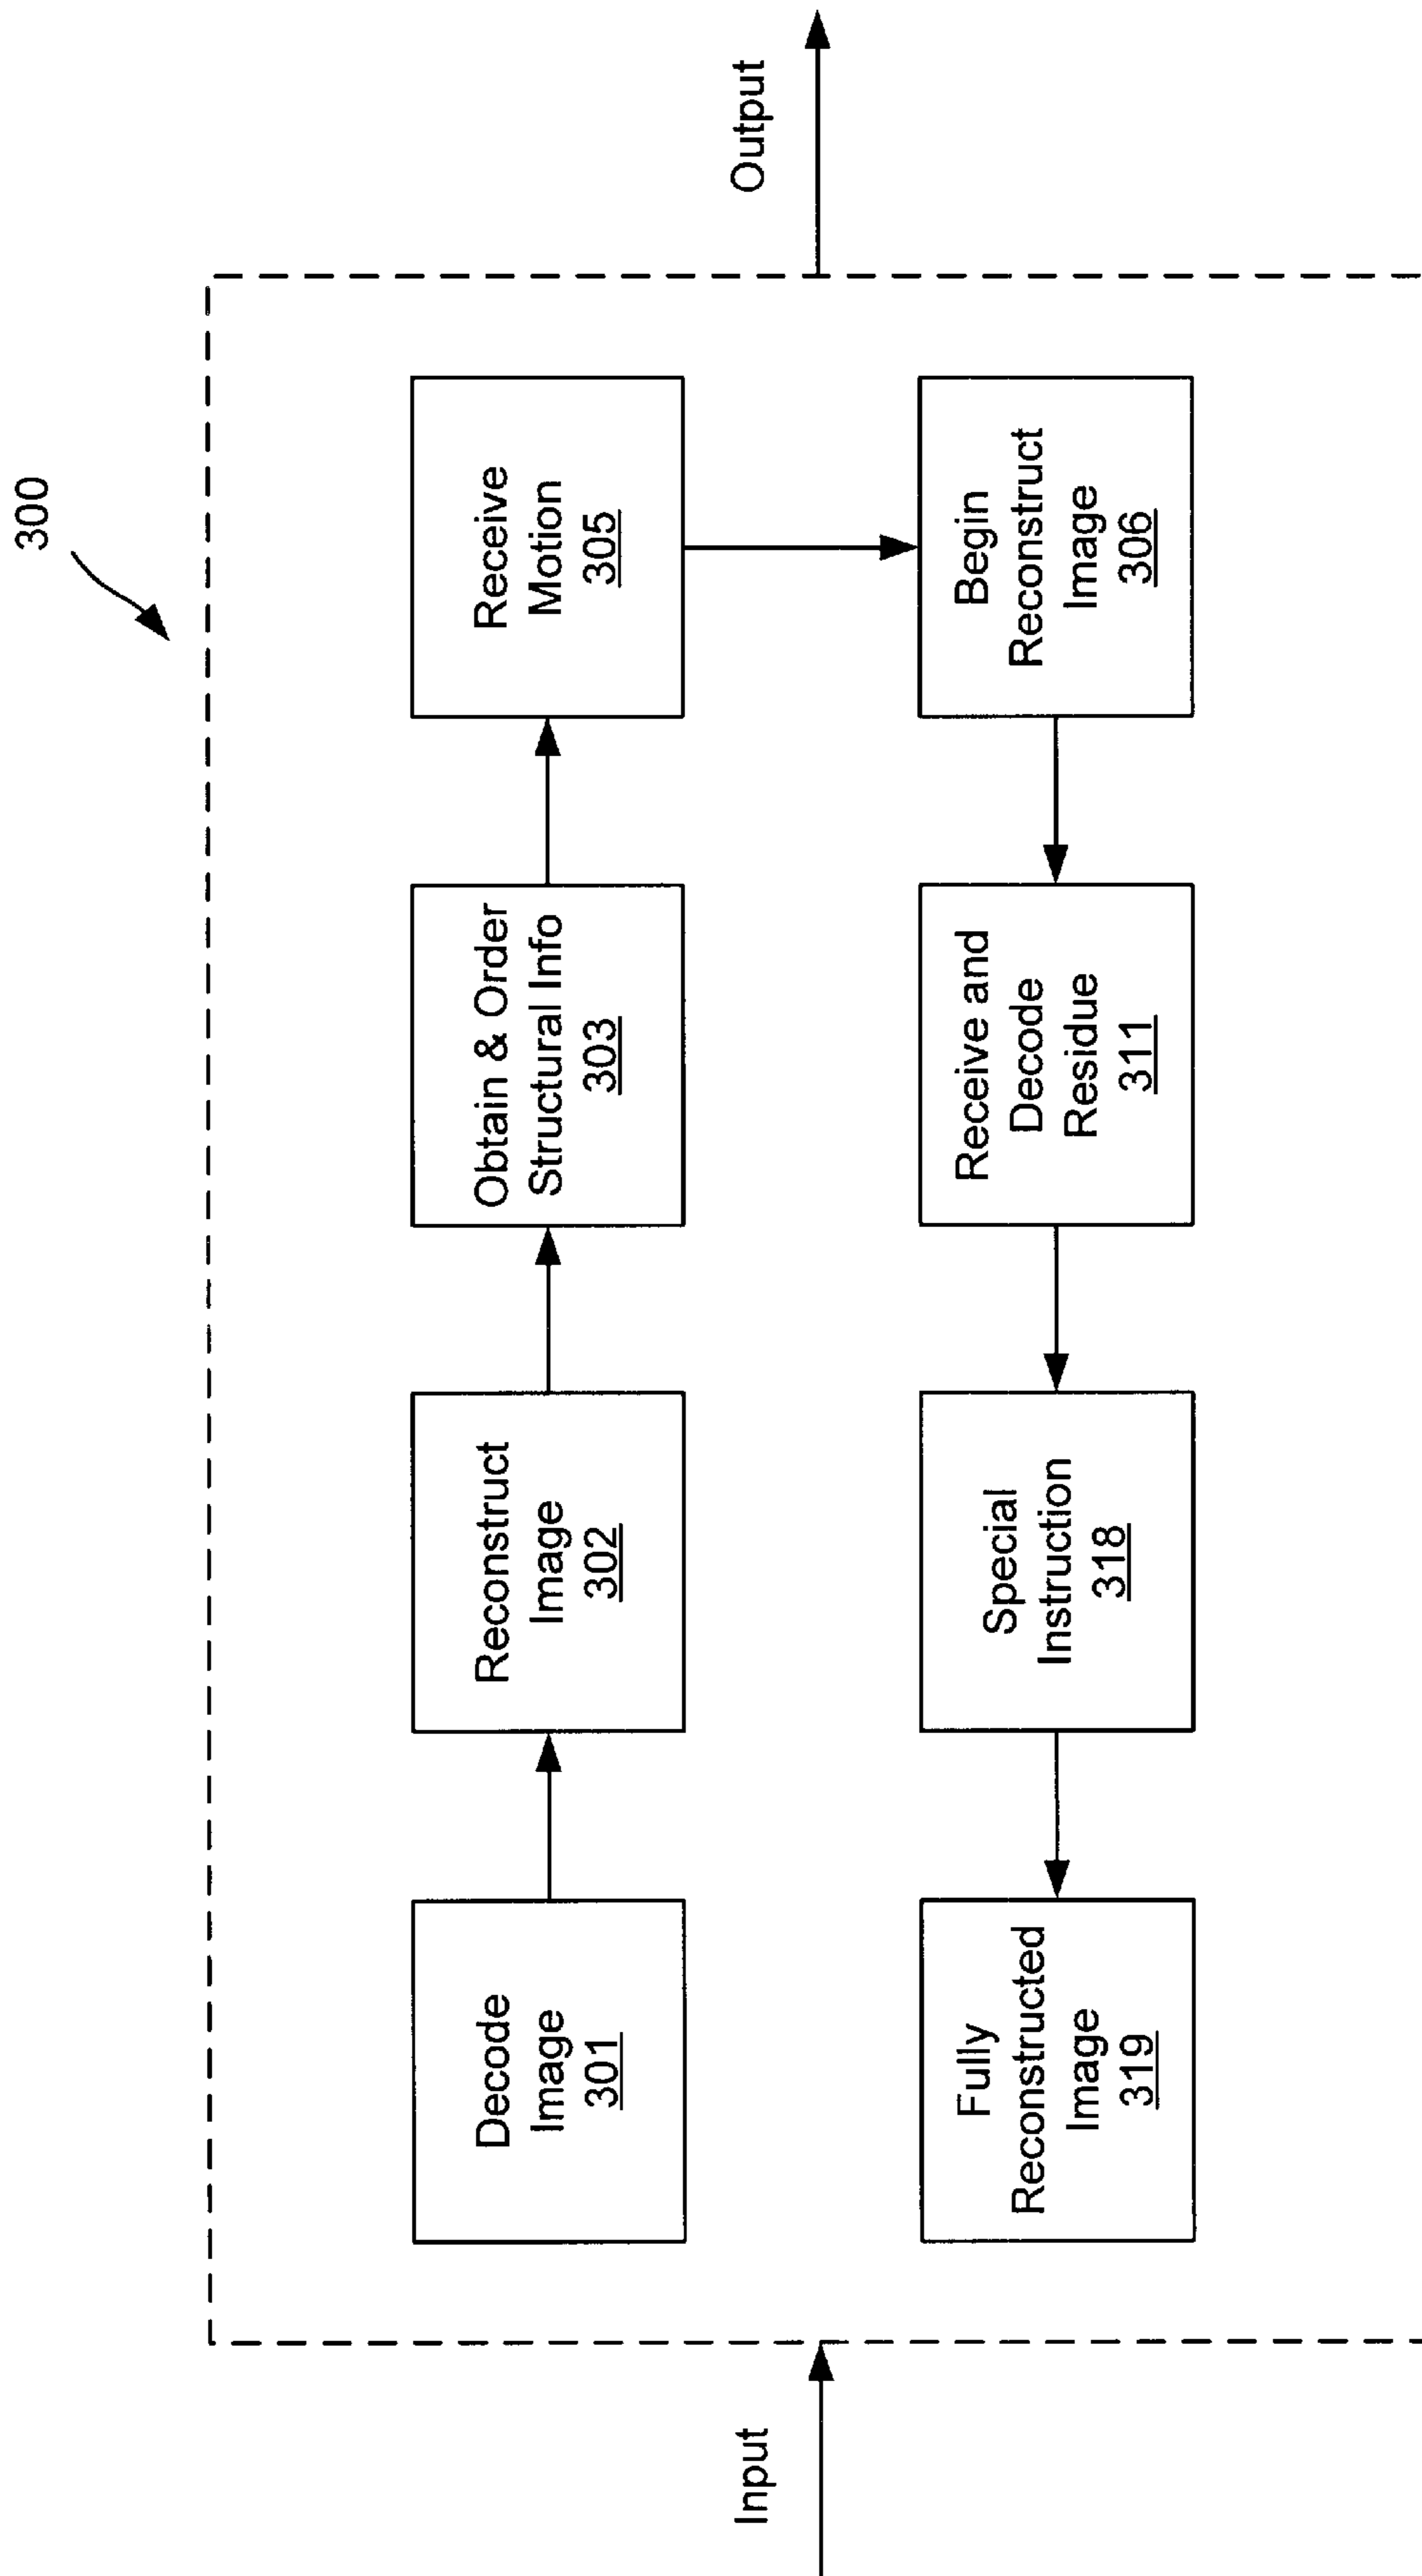 300
Input
Decode
Image
301
Reconstruct
Image
302
Obtain & Order
Structural Info
303
Receive
Motion
305
Output
Fully
Reconstructed
Image
319
Special
Instruction
318
Receive and
Decode
Residue
311
Begin
Reconstruct
Image
306